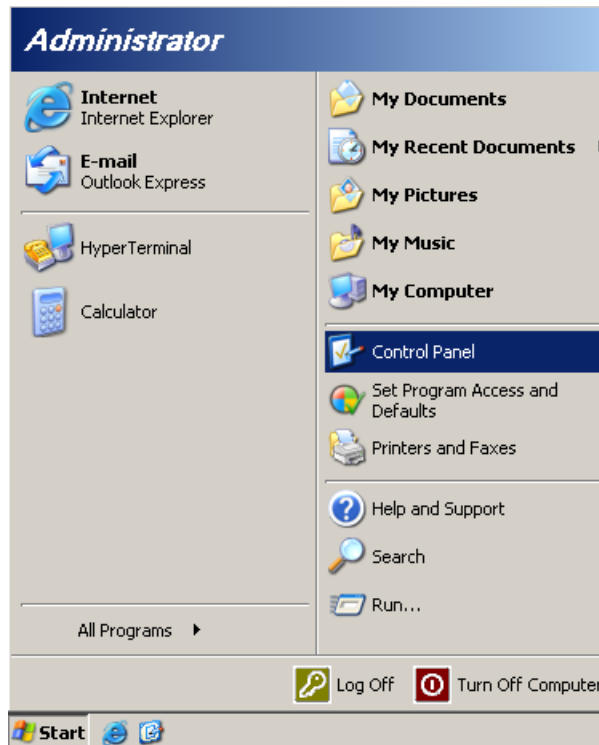 Administrator
Internet
Internet Explorer
E-mail
Outlook Express
HyperTerminal
Calculator
All Programs
My Documents
My Recent Documents
My Pictures
My Music
My Computer
Control Panel
Set Program Access and
Defaults
Printers and Faxes
Help and Support
Search
Run...
Log Off
Turn Off Computer
Start